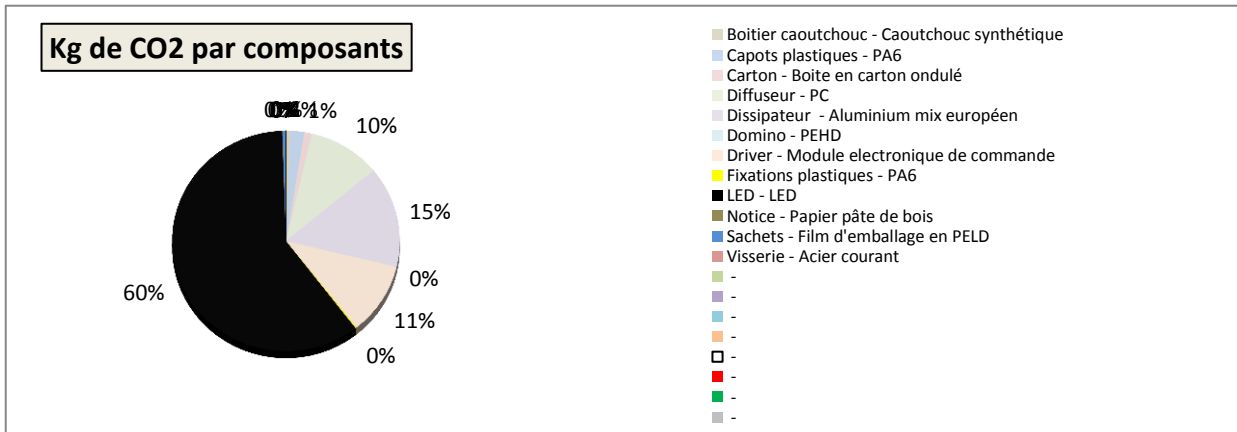 Kg de CO2 par composants
1%
10%
15%
0%
11%
0%
60%
Boitier caoutchouc - Caoutchouc synthétique
Capots plastiques - PA6
Carton - Boite en carton ondulé
Diffuseur - PC
Dissipateur - Aluminium mix européen
Domino - PEHD
Driver - Module electronique de commande
Fixations plastiques - PA6
LED - LED
Notice - Papier pâte de bois
Sachets - Film d'emballage en PELD
Visserie - Acier courant
-
-
-
-
-
-
-
-